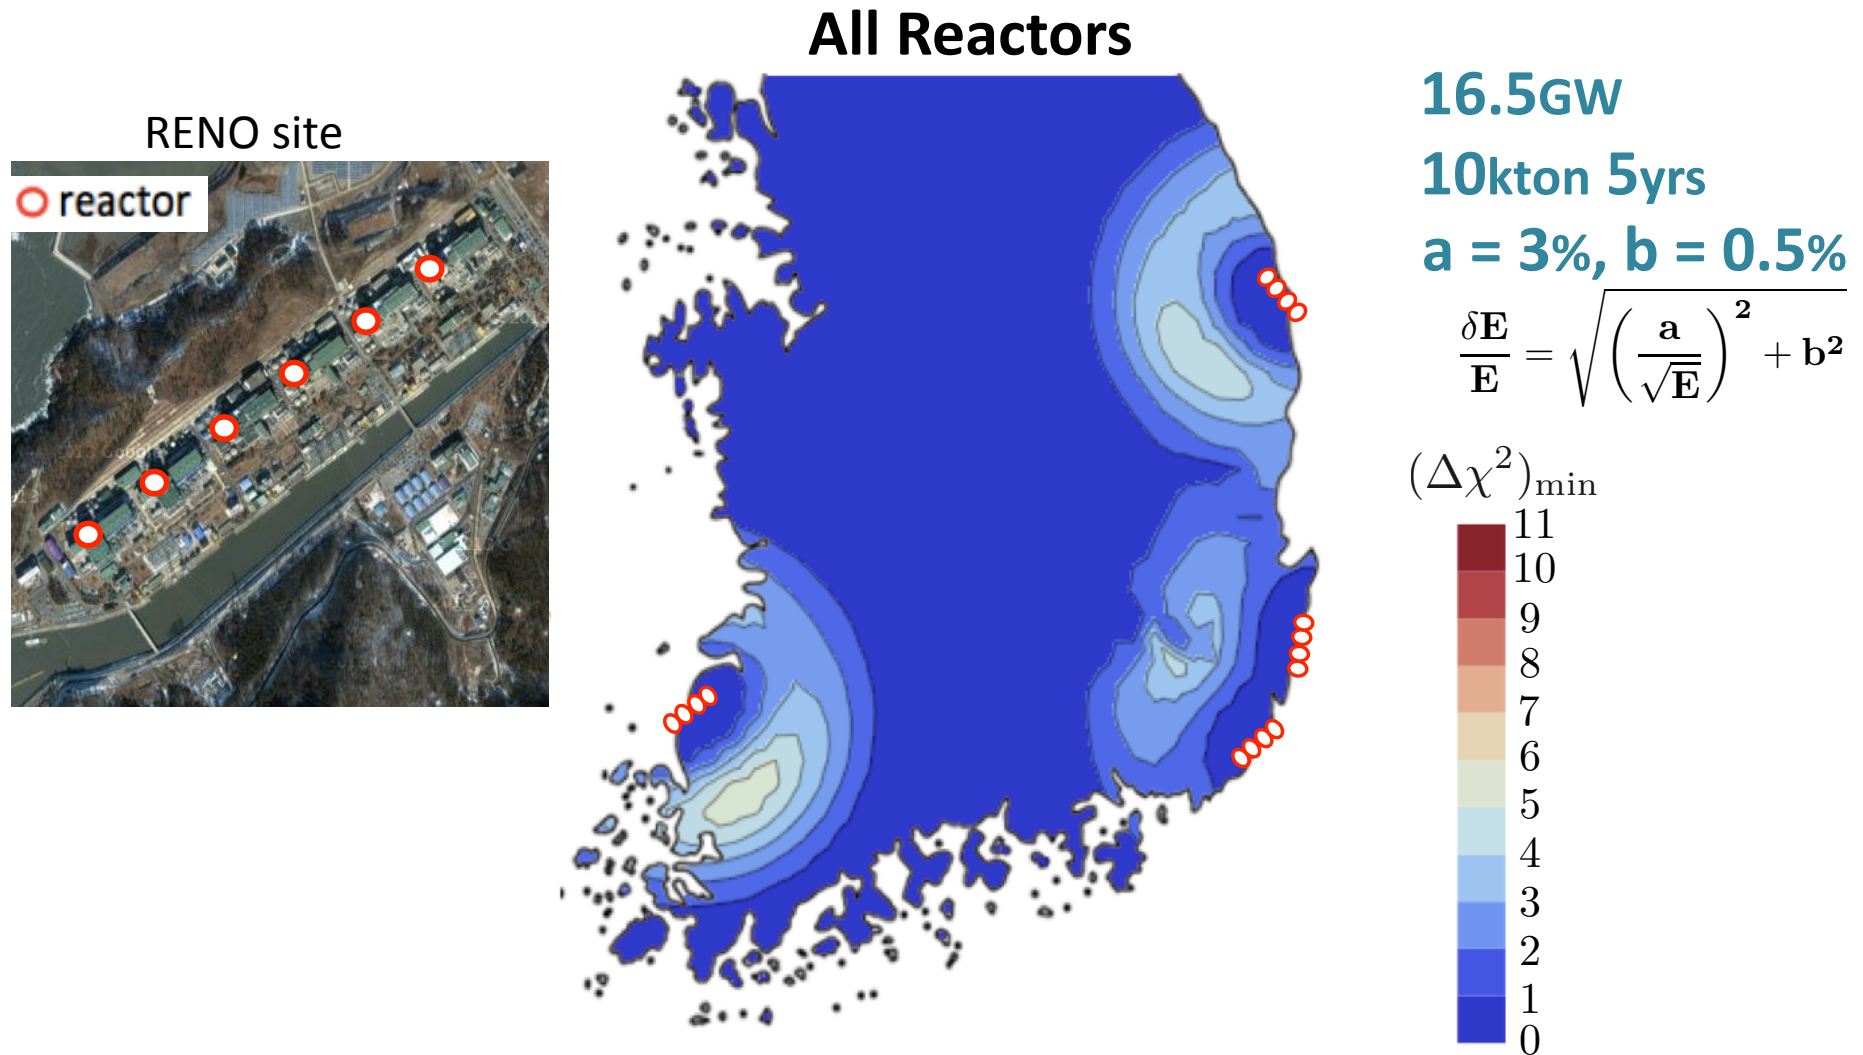 All Reactors
RENO site
reactor
16.5GW
10kton 5yrs
a = 3%, b = 0.5%
δE/E = √((a/√E)² + b²)
(Δχ²)min
11
10
9
8
7
6
5
4
3
2
1
0